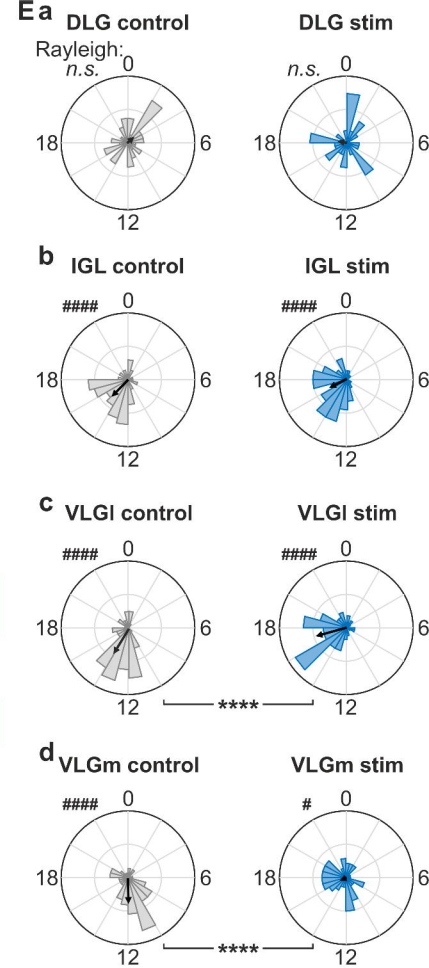 E a DLG control DLG stim
Rayleigh:
n.s. 0 n.s. 0
18 6 18 6
12 12
b IGL control IGL stim
#### 0 #### 0
18 6 18 6
12 12
c VLGl control VLGl stim
#### 0 #### 0
18 6 18 6
12 **** 12
d VLGm control VLGm stim
#### 0 # 0
18 6 18 6
12 **** 12